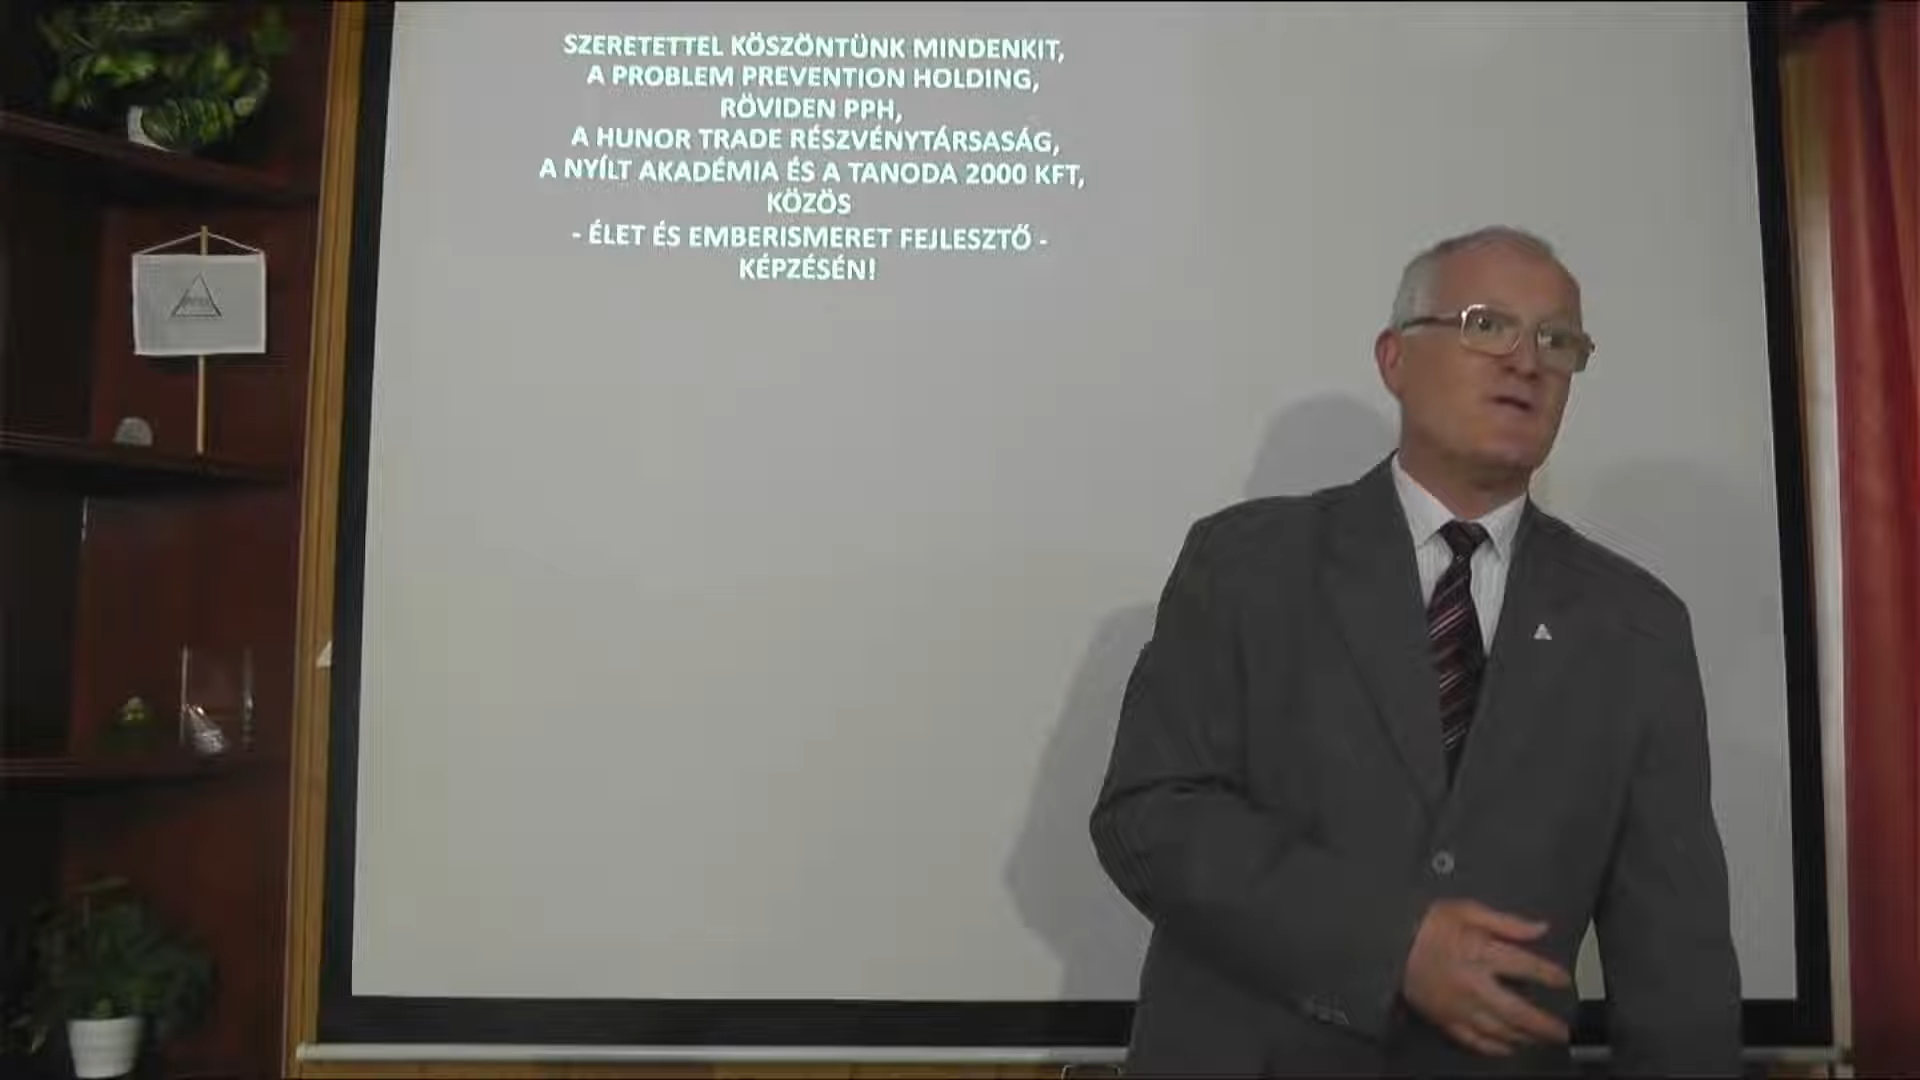 SZERETETTEL KÖSZÖNTÜNK MINDENKIT,
A PROBLEM PREVENTION HOLDING,
RÖVIDEN PPH,
A HUNOR TRADE RÉSZVÉNYTÁRSASÁG,
A NYÍLT AKADÉMIA ÉS A TANODA 2000 KFT,
KÖZÖS
- ÉLET ÉS EMBERISMERET FEJLESZTŐ -
KÉPZÉSÉN!